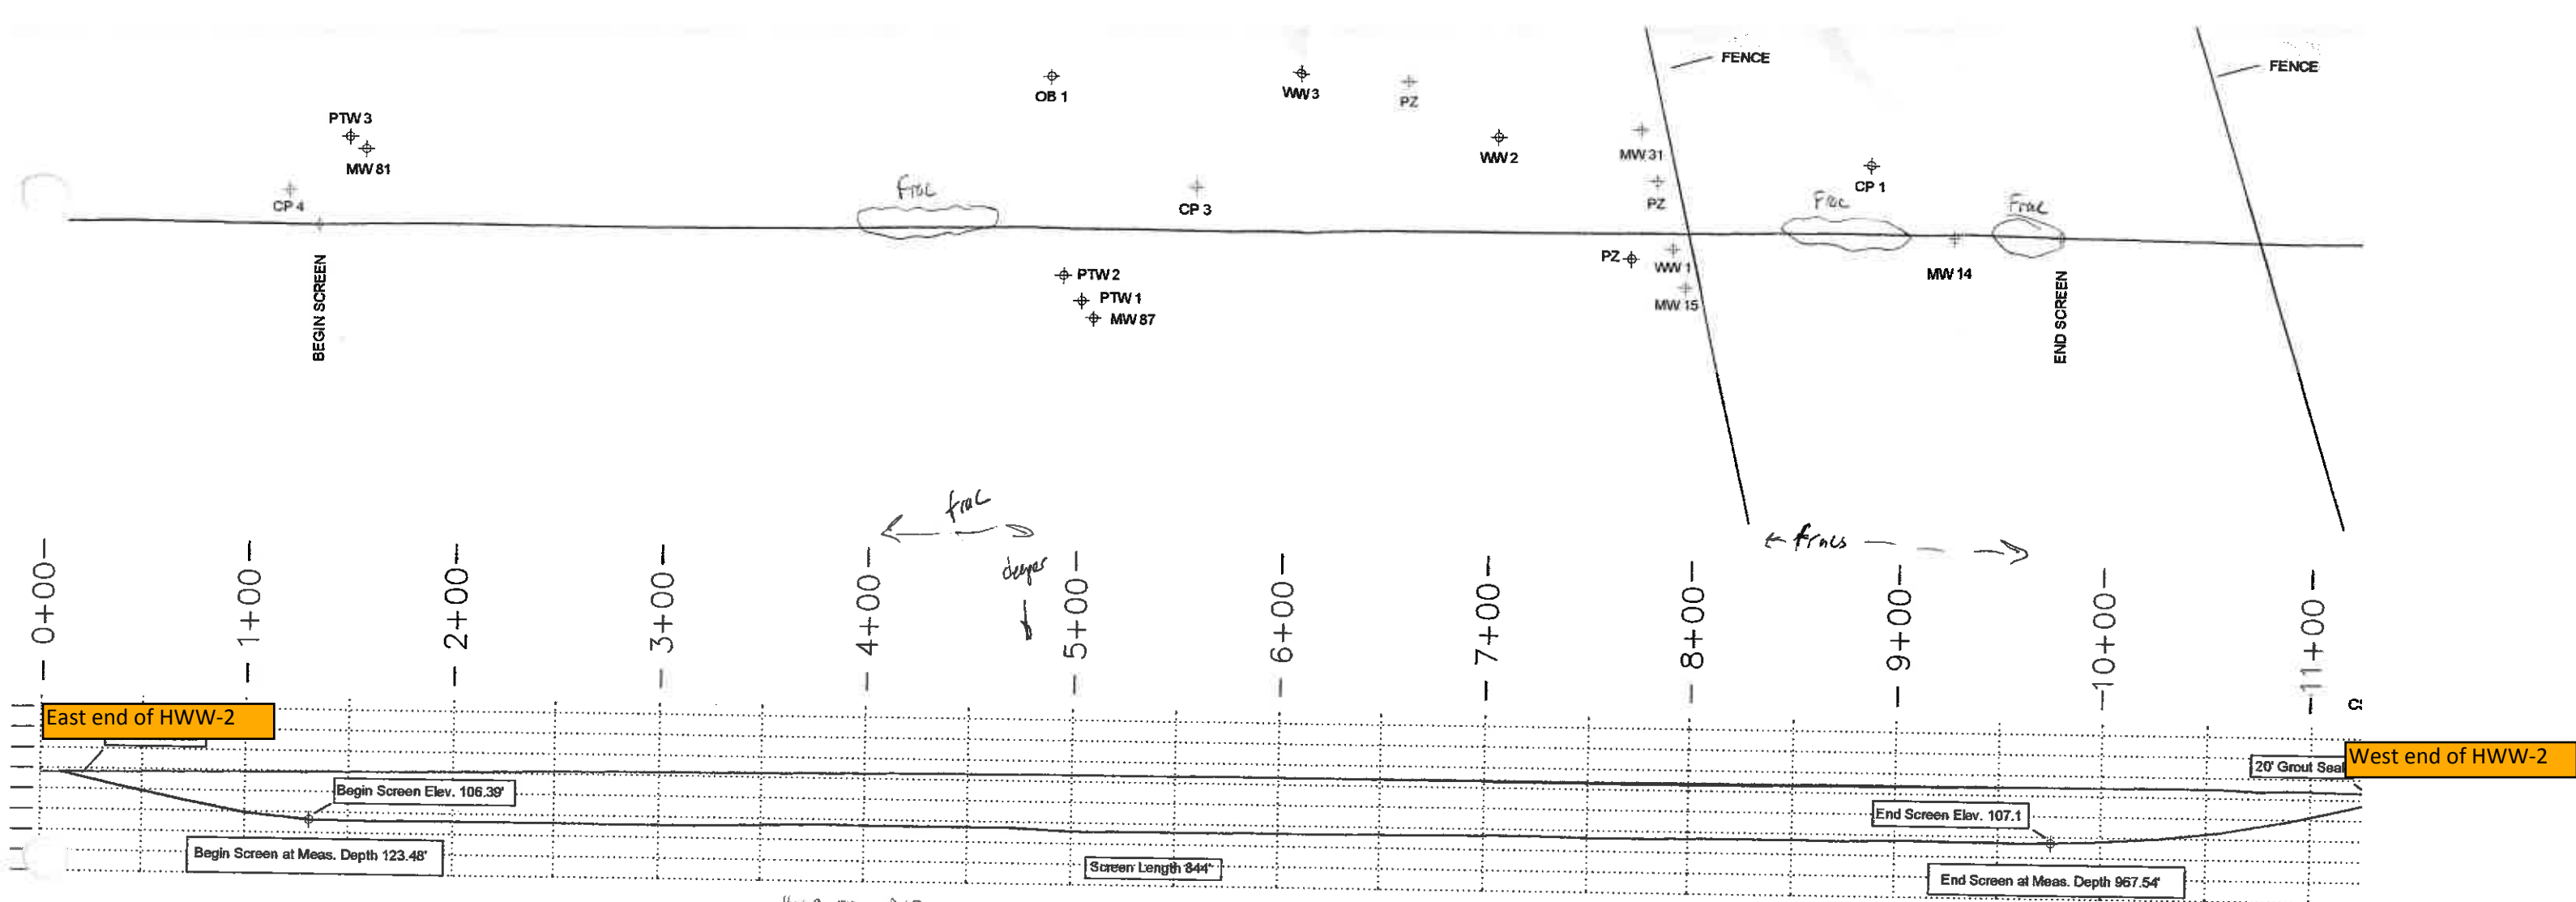 FENCE
FENCE
OB 1
WW3
PZ
PTW 3
MW 81
WW2
MW 31
CP 4
Frac
CP 3
PZ
CP 1
Frac
Frac
BEGIN SCREEN
PTW 2
PTW 1
MW 87
PZ
WW 1
MW 15
MW 14
END SCREEN
frac
deeper
fracs
0+00
1+00
2+00
3+00
4+00
5+00
6+00
7+00
8+00
9+00
10+00
11+00
East end of HWW-2
West end of HWW-2
20' Grout Seal
Begin Screen Elev. 106.39'
End Screen Elev. 107.1
Begin Screen at Meas. Depth 123.48'
Screen Length 844'
End Screen at Meas. Depth 967.54'